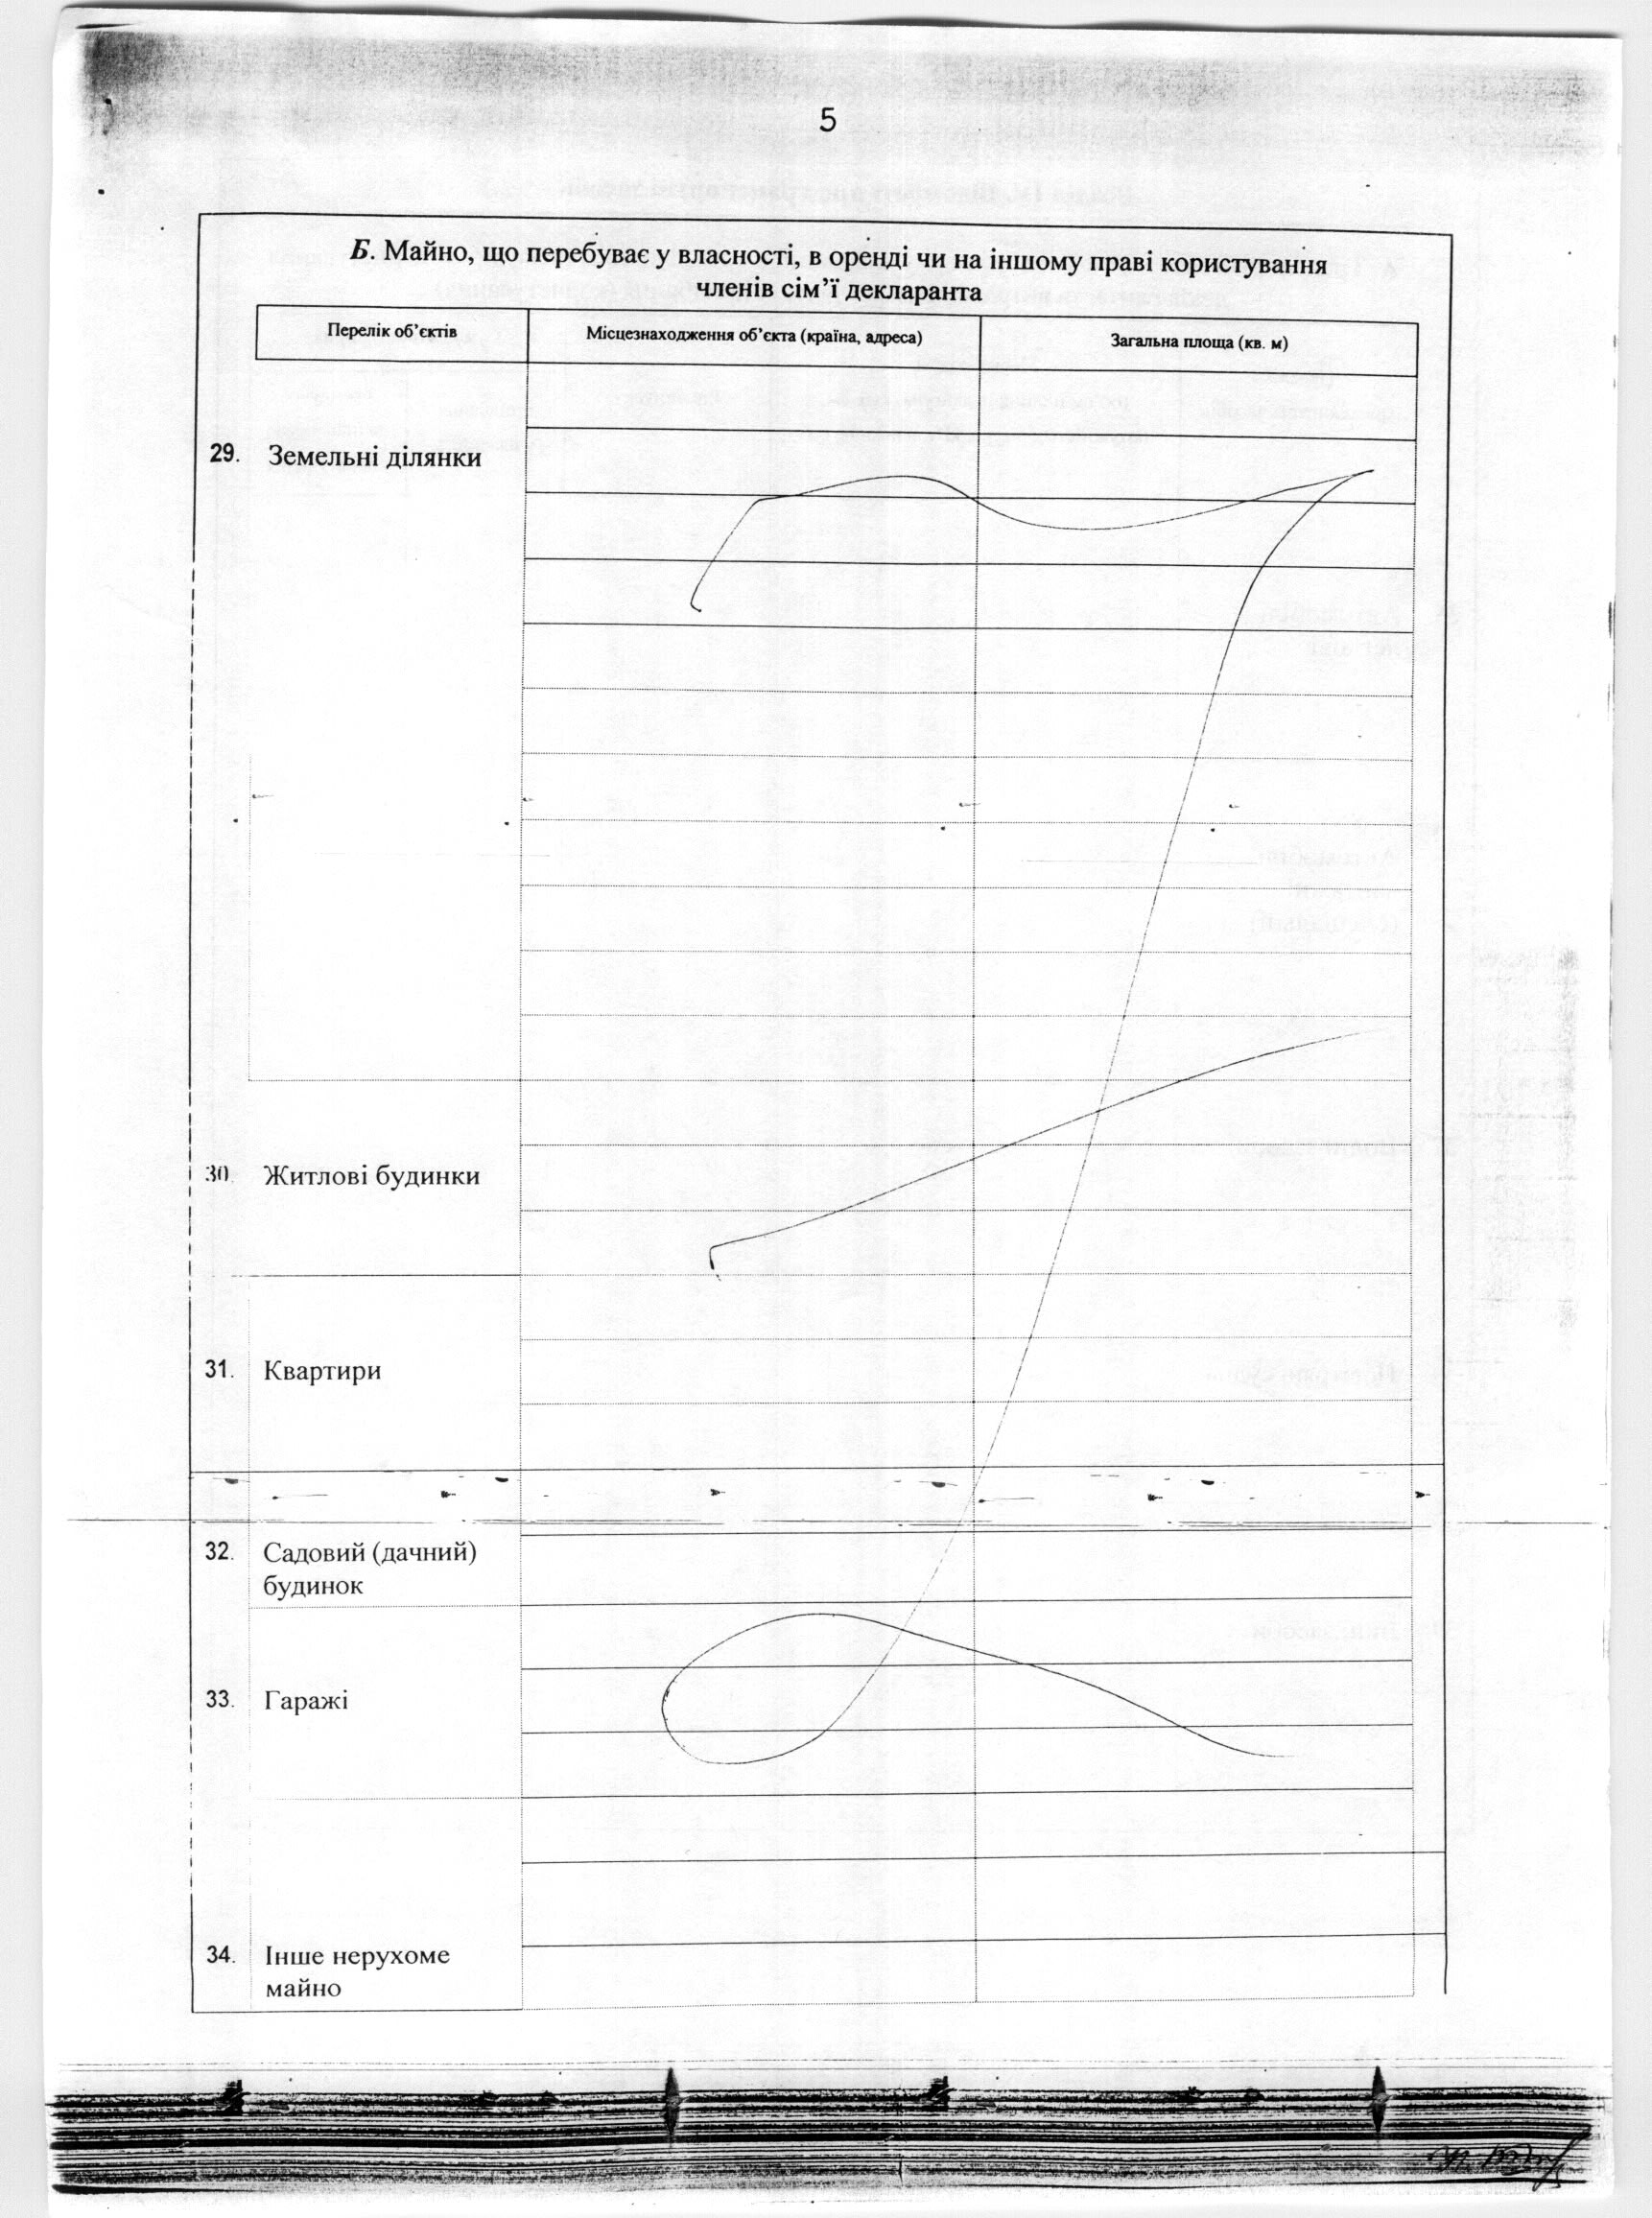 5
Б. Майно, що перебуває у власності, в оренді чи на іншому праві користування
членів сім’ї декларанта
Перелік об’єктів Місцезнаходження об’єкта (країна, адреса) Загальна площа (кв. м)
29. Земельні ділянки
30. Житлові будинки
31. Квартири
32. Садовий (дачний)
будинок
33. Гаражі
34. Інше нерухоме
майно